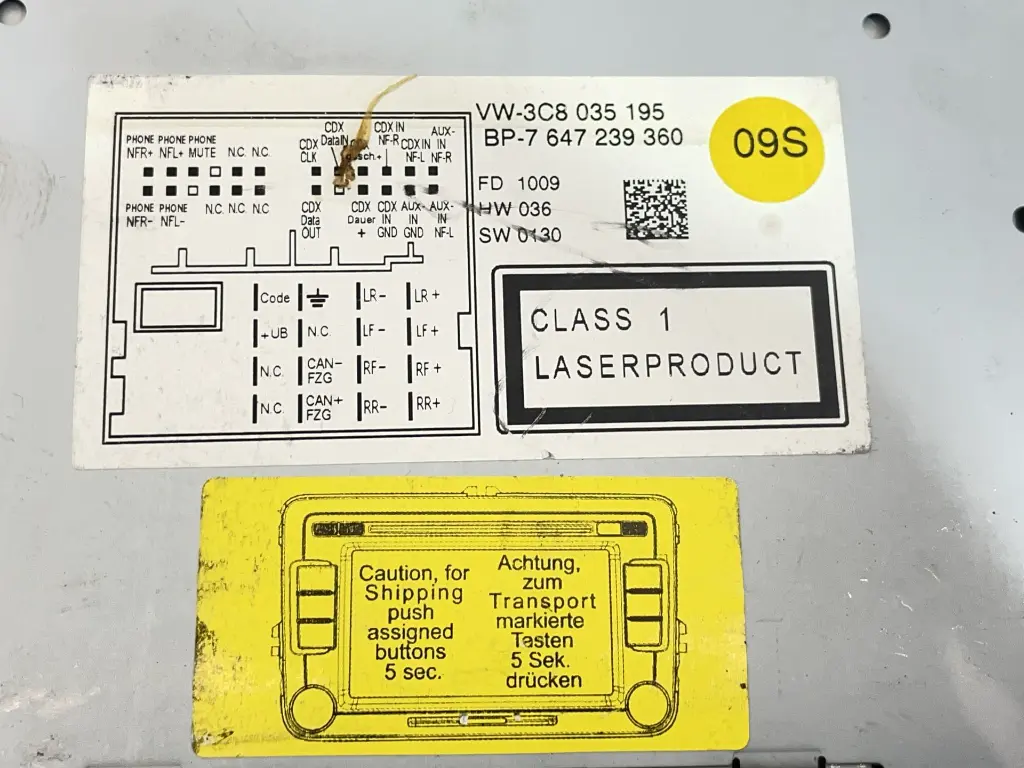 VW-3C8 035 195
BP-7 647 239 360
09S
FD 1009
HW 036
SW 0130
PHONE PHONE PHONE
NFR+ NFL+ MUTE N.C. N.C.
PHONE PHONE
NFR- NFL- N.C. N.C. N.C.
CDX
CLK
CDX
DataIN
CDX IN
NF-R
CDX IN
NF-L
AUX-
IN
NF-R
CDX
Data
OUT
CDX
Dauer
+
CDX
IN
GND
AUX-
IN
GND
AUX-
IN
NF-L
Code LR- LR+
+UB N.C. LF- LF+
N.C. CAN-
FZG RF- RF+
N.C. CAN+
FZG RR- RR+
CLASS 1
LASERPRODUCT
Caution, for
Shipping
push
assigned
buttons
5 sec.
Achtung,
zum
Transport
markierte
Testen
5 Sek.
drücken